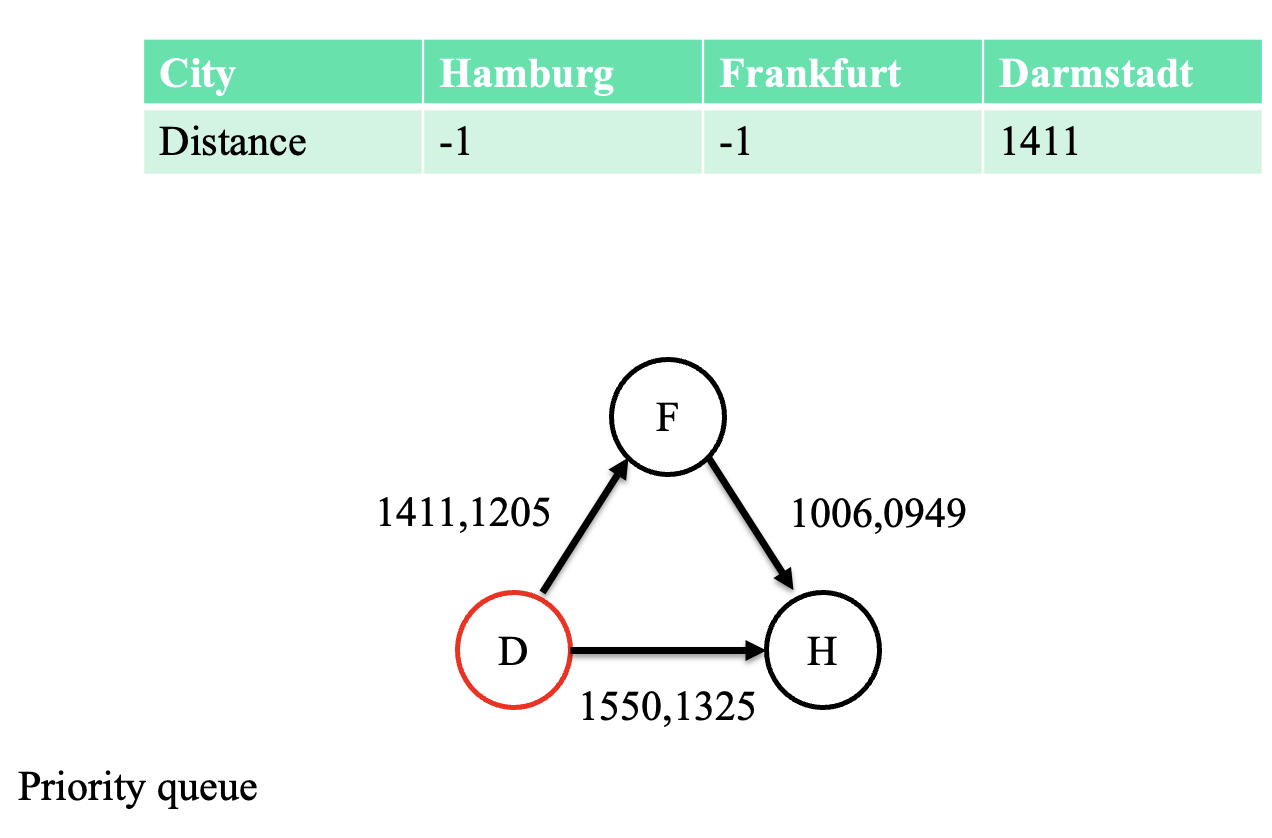 City Hamburg Frankfurt Darmstadt
Distance -1 -1 1411
F
1411,1205 1006,0949
D H
1550,1325
Priority queue